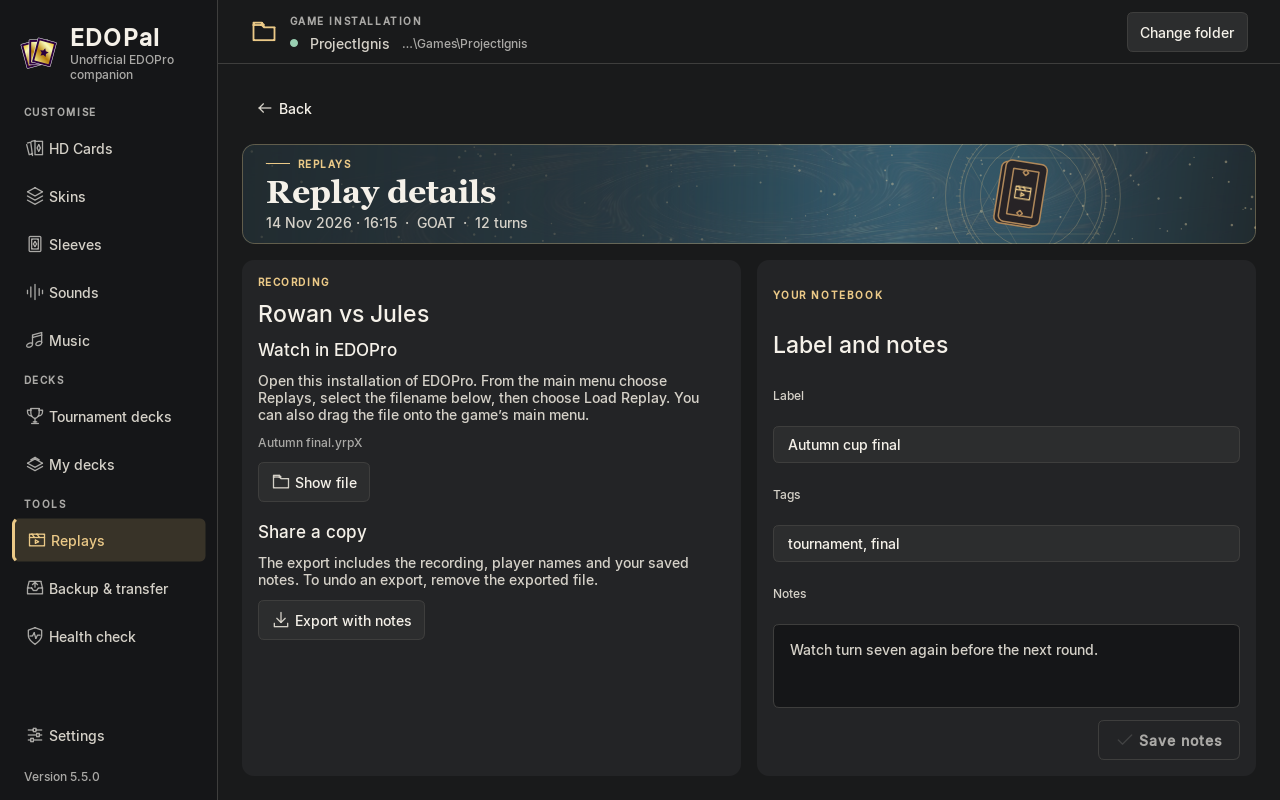 EDOPal
Unofficial EDOPro
companion
CUSTOMISE
HD Cards
Skins
Sleeves
Sounds
Music
DECKS
Tournament decks
My decks
TOOLS
Replays
Backup & transfer
Health check
Settings
Version 5.5.0
GAME INSTALLATION
ProjectIgnis ...\Games\ProjectIgnis
Change folder
Back
REPLAYS
Replay details
14 Nov 2026 · 16:15 · GOAT · 12 turns
RECORDING
Rowan vs Jules
Watch in EDOPro
Open this installation of EDOPro. From the main menu choose
Replays, select the filename below, then choose Load Replay. You
can also drag the file onto the game's main menu.
Autumn final.yrpX
Show file
Share a copy
The export includes the recording, player names and your saved
notes. To undo an export, remove the exported file.
Export with notes
YOUR NOTEBOOK
Label and notes
Label
Autumn cup final
Tags
tournament, final
Notes
Watch turn seven again before the next round.
Save notes